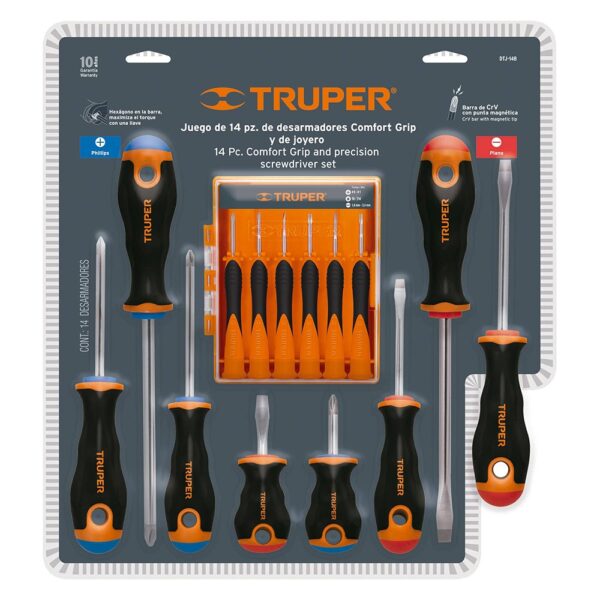 10 AÑOS
Garantía
Warranty
DTJ-14B
Hexágono en la barra,
maximiza el torque
con una llave
Phillips
TRUPER®
Juego de 14 pz. de desarmadores Comfort Grip
y de joyero
14 Pc. Comfort Grip and precision
screwdriver set
Barra de CrV
con punta magnética
CrV bar with magnetic tip
Plano
TRUPER
TRUPER
TRUPER
CONT.: 14 DESARMADORES
TRUPER
TRUPER
TRUPER
TRUPER
TRUPER
TRUPER